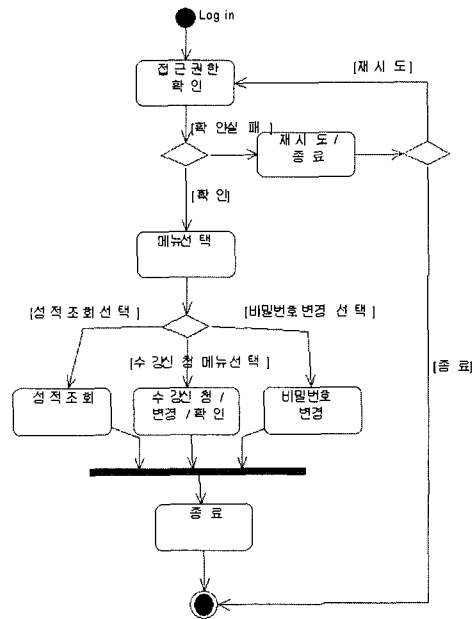 Log in
접근권한
확인
[재시도]
[확인실패]
재시도/
종료
[확인]
메뉴선택
[성적조회선택]
[비밀번호변경 선택]
[수강신청메뉴선택]
[종료]
성적조회
수강신청/
변경/확인
비밀번호
변경
종료